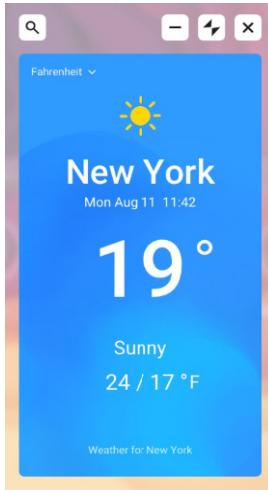 Fahrenheit
New York
Mon Aug 11 11:42
19°
Sunny
24 / 17 °F
Weather for New York